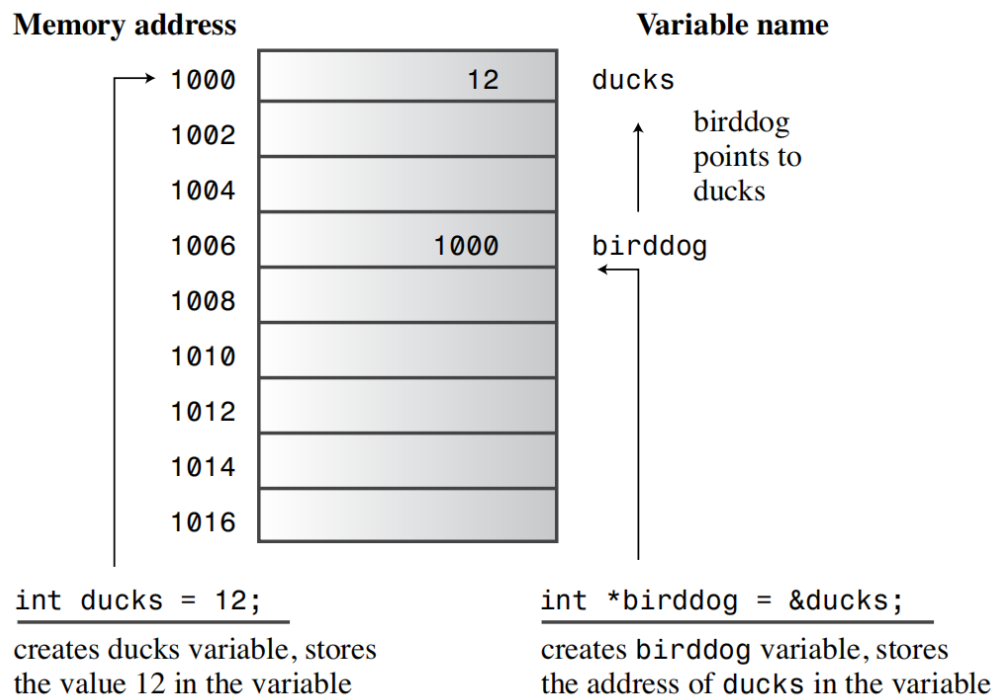 Memory address
Variable name
1000
12
ducks
1002
birddog
points to
ducks
1004
1006
1000
birddog
1008
1010
1012
1014
1016
int ducks = 12;
creates ducks variable, stores
the value 12 in the variable
int *birddog = &ducks;
creates birddog variable, stores
the address of ducks in the variable